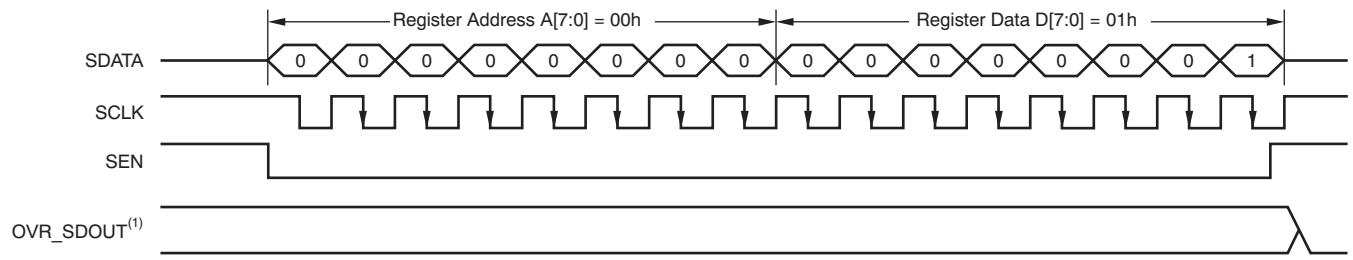 Register Address A[7:0] = 00h Register Data D[7:0] = 01h
SDATA 0 0 0 0 0 0 0 0 0 0 0 0 0 0 0 1
SCLK
SEN
OVR_SDOUT(1)